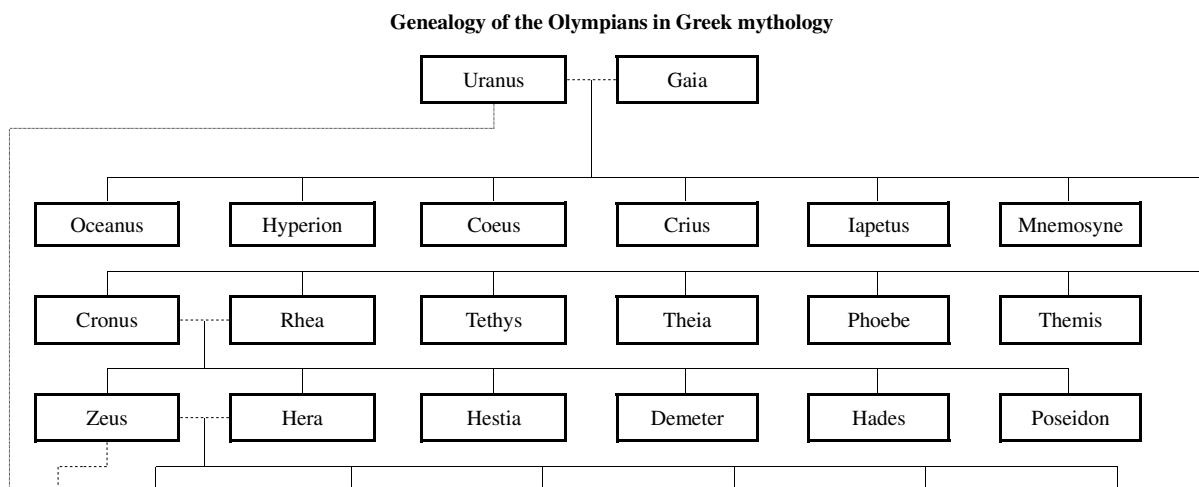 Genealogy of the Olympians in Greek mythology
Uranus Gaia
Oceanus Hyperion Coeus Crius Iapetus Mnemosyne
Cronus Rhea Tethys Theia Phoebe Themis
Zeus Hera Hestia Demeter Hades Poseidon